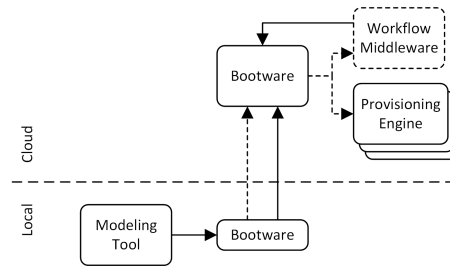 Workflow
Middleware
Bootware
Provisioning
Engine
Cloud
Local
Modeling
Tool
Bootware